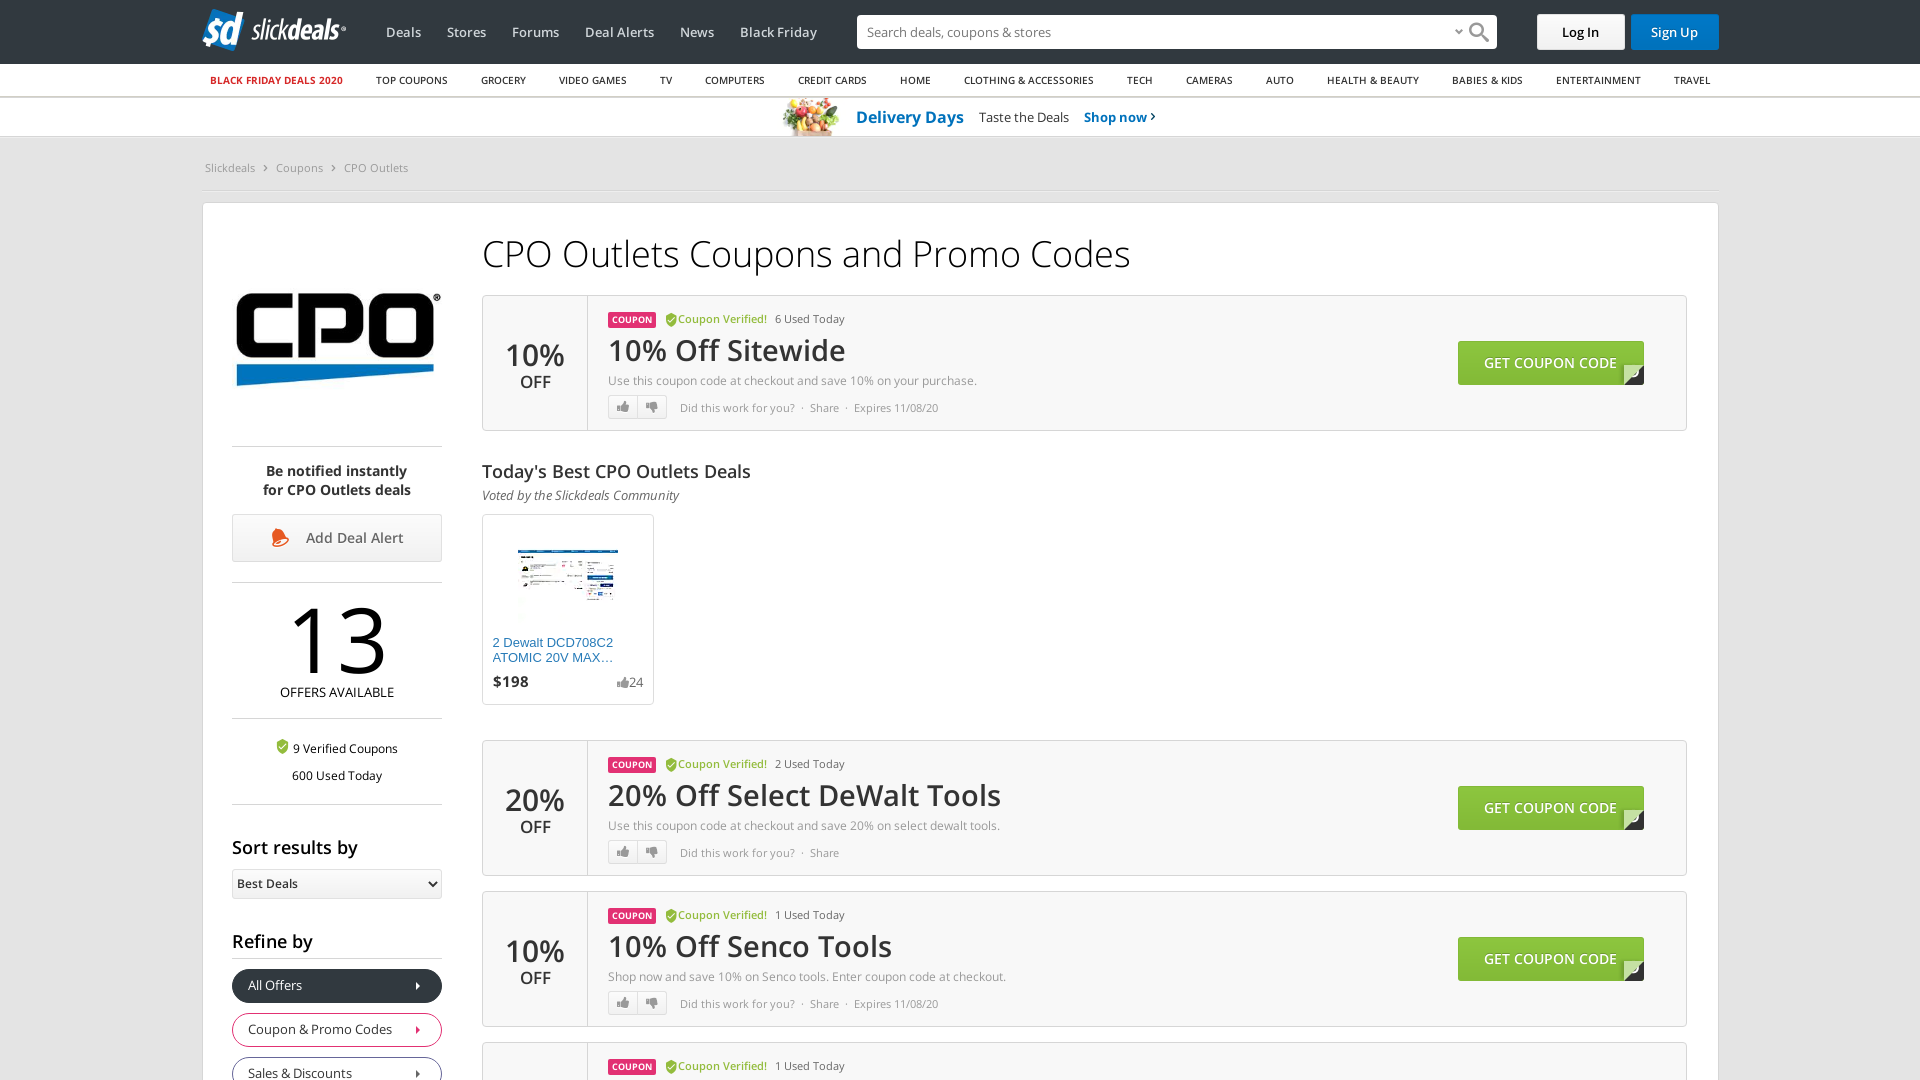 slickdeals
Deals Stores Forums Deal Alerts News Black Friday
Search deals, coupons & stores
Log In
Sign Up
BLACK FRIDAY DEALS 2020 TOP COUPONS GROCERY VIDEO GAMES TV COMPUTERS CREDIT CARDS HOME CLOTHING & ACCESSORIES TECH CAMERAS AUTO HEALTH & BEAUTY BABIES & KIDS ENTERTAINMENT TRAVEL
Delivery Days Taste the Deals Shop now
Slickdeals Coupons CPO Outlets
CPO®
Be notified instantly
for CPO Outlets deals
Add Deal Alert
13
OFFERS AVAILABLE
9 Verified Coupons
600 Used Today
Sort results by
Best Deals
Refine by
All Offers
Coupon & Promo Codes
Sales & Discounts
CPO Outlets Coupons and Promo Codes
10%
OFF
COUPON Coupon Verified! 6 Used Today
10% Off Sitewide
Use this coupon code at checkout and save 10% on your purchase.
Did this work for you? · Share · Expires 11/08/20
GET COUPON CODE
Today's Best CPO Outlets Deals
Voted by the Slickdeals Community
2 Dewalt DCD708C2
ATOMIC 20V MAX…
$198 24
20%
OFF
COUPON Coupon Verified! 2 Used Today
20% Off Select DeWalt Tools
Use this coupon code at checkout and save 20% on select dewalt tools.
Did this work for you? · Share
GET COUPON CODE
10%
OFF
COUPON Coupon Verified! 1 Used Today
10% Off Senco Tools
Shop now and save 10% on Senco tools. Enter coupon code at checkout.
Did this work for you? · Share · Expires 11/08/20
GET COUPON CODE
COUPON Coupon Verified! 1 Used Today